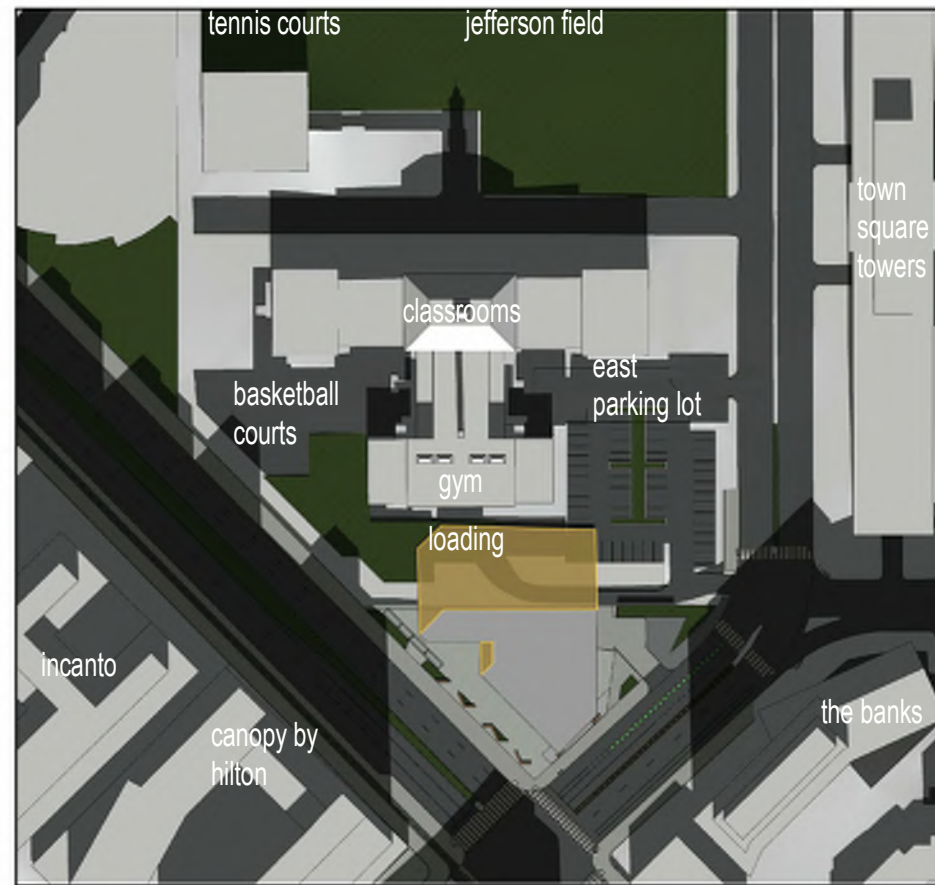 tennis courts
jefferson field
town
square
towers
classrooms
east
parking lot
basketball
courts
gym
loading
incanto
the banks
canopy by
hilton